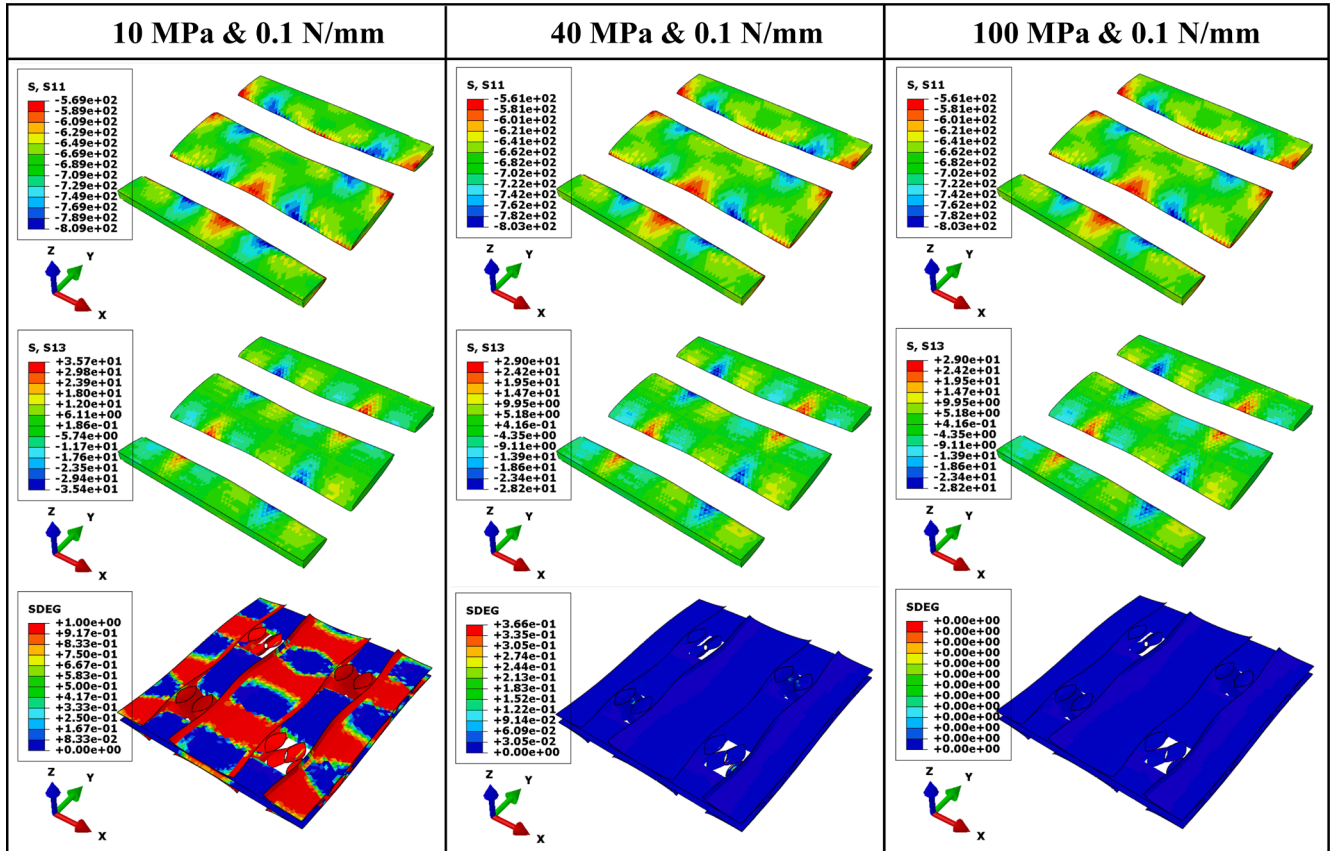 10 MPa & 0.1 N/mm
40 MPa & 0.1 N/mm
100 MPa & 0.1 N/mm
S, S11
-5.69e+02
-5.89e+02
-6.09e+02
-6.29e+02
-6.49e+02
-6.69e+02
-6.89e+02
-7.09e+02
-7.29e+02
-7.49e+02
-7.69e+02
-7.89e+02
-8.09e+02
Z
Y
X
S, S11
-5.61e+02
-5.81e+02
-6.01e+02
-6.21e+02
-6.41e+02
-6.62e+02
-6.82e+02
-7.02e+02
-7.22e+02
-7.42e+02
-7.62e+02
-7.82e+02
-8.03e+02
Z
Y
X
S, S11
-5.61e+02
-5.81e+02
-6.01e+02
-6.21e+02
-6.41e+02
-6.62e+02
-6.82e+02
-7.02e+02
-7.22e+02
-7.42e+02
-7.62e+02
-7.82e+02
-8.03e+02
Z
Y
X
S, S13
+3.57e+01
+2.98e+01
+2.39e+01
+1.80e+01
+1.20e+01
+6.11e+00
+1.86e-01
-5.74e+00
-1.17e+01
-1.76e+01
-2.35e+01
-2.94e+01
-3.54e+01
Z
Y
X
S, S13
+2.90e+01
+2.42e+01
+1.95e+01
+1.47e+01
+9.95e+00
+5.18e+00
+4.16e-01
-4.35e+00
-9.11e+00
-1.39e+01
-1.86e+01
-2.34e+01
-2.82e+01
Z
Y
X
S, S13
+2.90e+01
+2.42e+01
+1.95e+01
+1.47e+01
+9.95e+00
+5.18e+00
+4.16e-01
-4.35e+00
-9.11e+00
-1.39e+01
-1.86e+01
-2.34e+01
-2.82e+01
Z
Y
X
SDEG
+1.00e+00
+9.17e-01
+8.33e-01
+7.50e-01
+6.67e-01
+5.83e-01
+5.00e-01
+4.17e-01
+3.33e-01
+2.50e-01
+1.67e-01
+8.33e-02
+0.00e+00
Z
Y
X
SDEG
+3.66e-01
+3.35e-01
+3.05e-01
+2.74e-01
+2.44e-01
+2.13e-01
+1.83e-01
+1.52e-01
+1.22e-01
+9.14e-02
+6.09e-02
+3.05e-02
+0.00e+00
Z
Y
X
SDEG
+0.00e+00
+0.00e+00
+0.00e+00
+0.00e+00
+0.00e+00
+0.00e+00
+0.00e+00
+0.00e+00
+0.00e+00
+0.00e+00
+0.00e+00
+0.00e+00
+0.00e+00
Z
Y
X